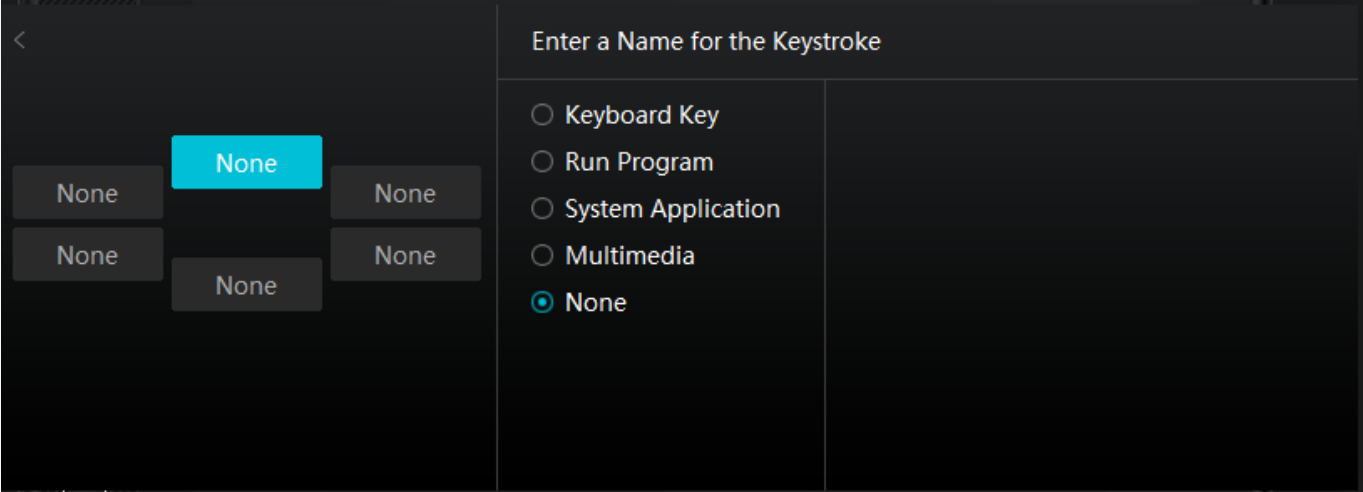 <
Enter a Name for the Keystroke
None
None
None
None
None
None
Keyboard Key
Run Program
System Application
Multimedia
None